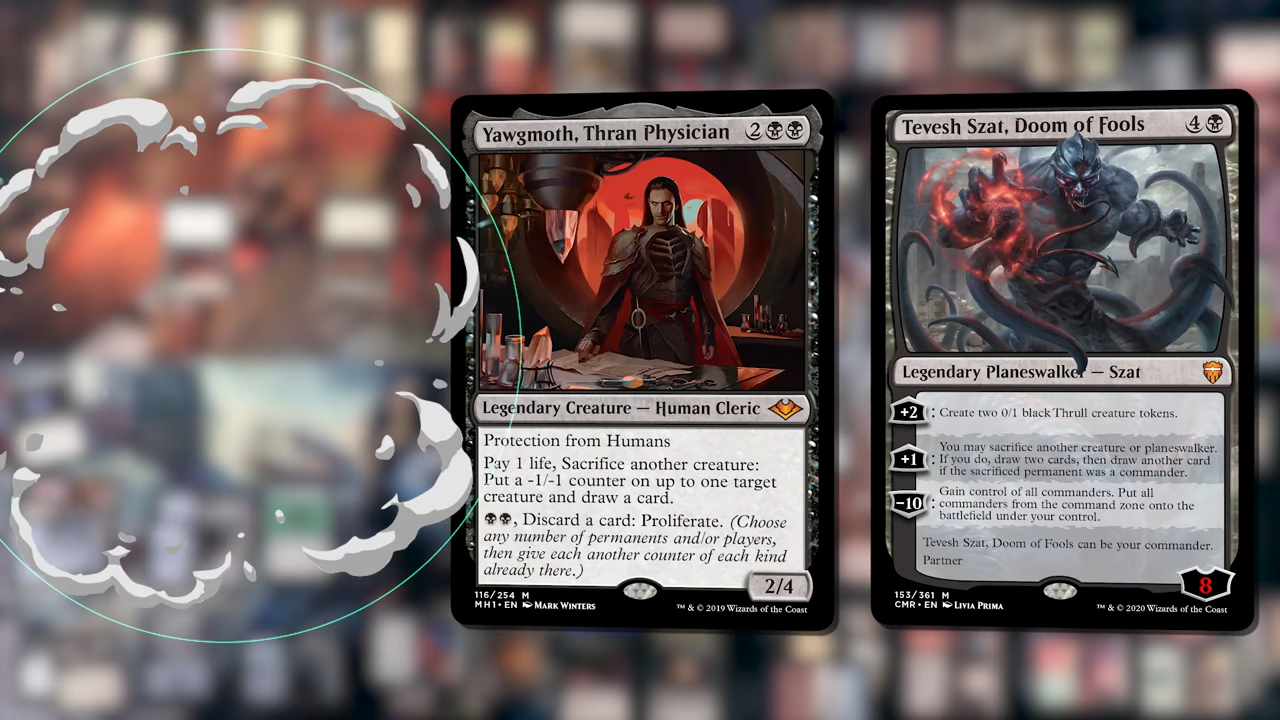 Yawgmoth, Thran Physician 2
Legendary Creature — Human Cleric
Protection from Humans
Pay 1 life, Sacrifice another creature:
Put a -1/-1 counter on up to one target
creature and draw a card.
, Discard a card: Proliferate. (Choose
any number of permanents and/or players,
then give each another counter of each kind
already there.)
2/4
116/254 M
MH1 • EN Mark Winters
™ & © 2019 Wizards of the Coast
Tevesh Szat, Doom of Fools 4
Legendary Planeswalker — Szat
+2 : Create two 0/1 black Thrull creature tokens.
You may sacrifice another creature or planeswalker.
+1 : If you do, draw two cards, then draw another card
if the sacrificed permanent was a commander.
Gain control of all commanders. Put all
−10 : commanders from the command zone onto the
battlefield under your control.
Tevesh Szat, Doom of Fools can be your commander.
Partner
8
153/361 M
CMR • EN Livia Prima
™ & © 2020 Wizards of the Coast